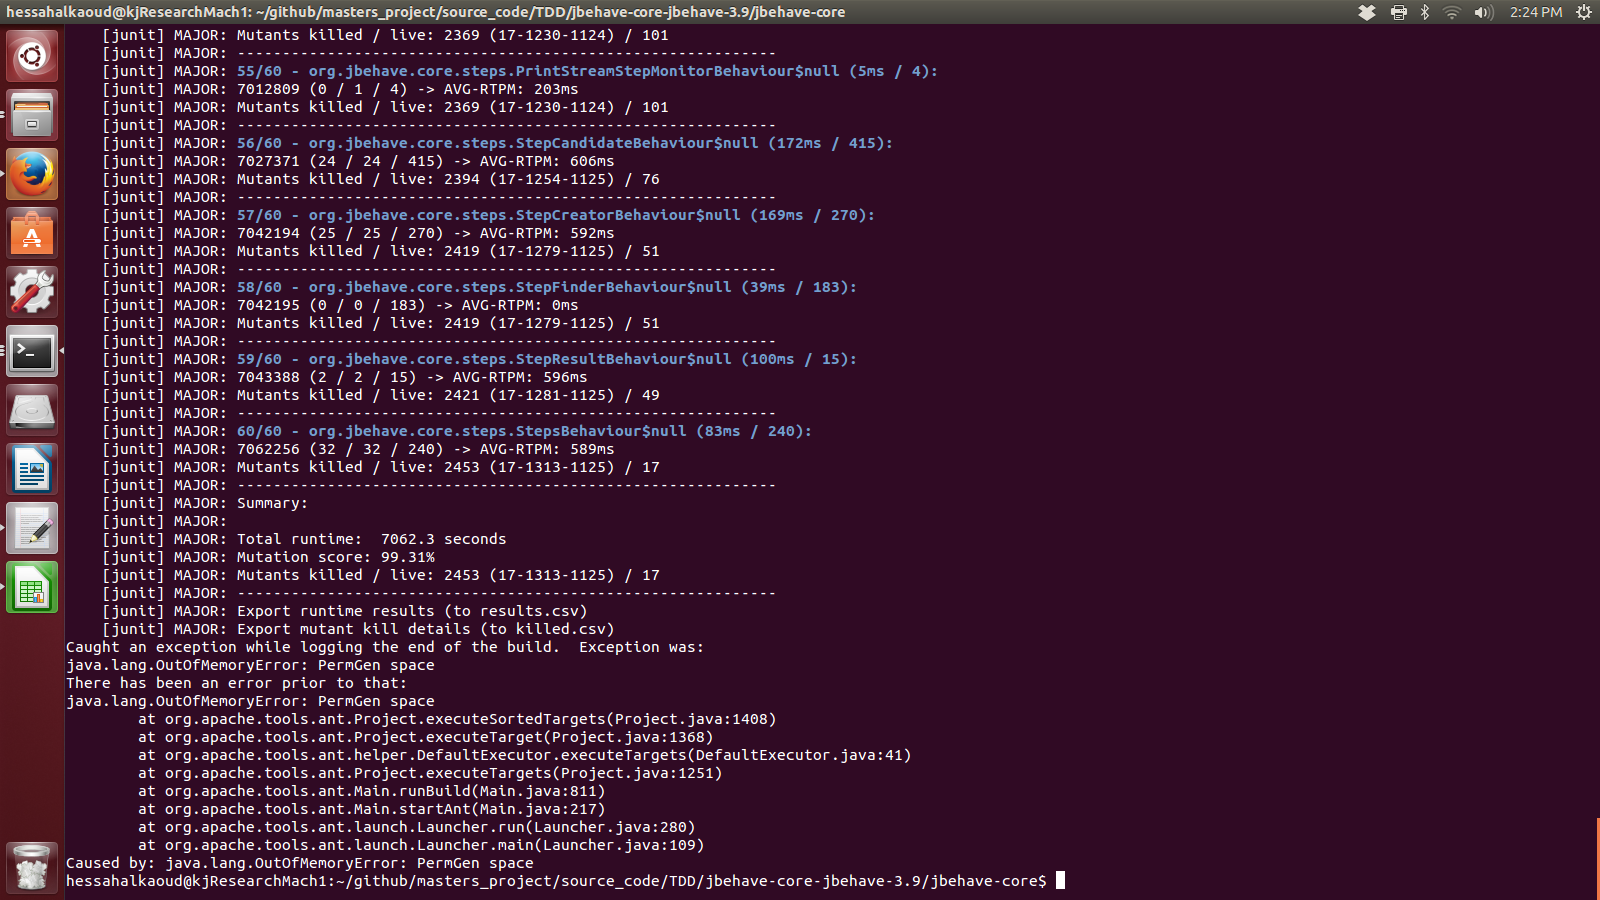 hessahalkaoud@kjResearchMach1: ~/github/masters_project/source_code/TDD/jbehave-core-jbehave-3.9/jbehave-core
2:24 PM
[junit] MAJOR: Mutants killed / live: 2369 (17-1230-1124) / 101
[junit] MAJOR: ------------------------------------------------------------
[junit] MAJOR: 55/60 - org.jbehave.core.steps.PrintStreamStepMonitorBehaviour$null (5ms / 4):
[junit] MAJOR: 7012809 (0 / 1 / 4) -> AVG-RTPM: 203ms
[junit] MAJOR: Mutants killed / live: 2369 (17-1230-1124) / 101
[junit] MAJOR: ------------------------------------------------------------
[junit] MAJOR: 56/60 - org.jbehave.core.steps.StepCandidateBehaviour$null (172ms / 415):
[junit] MAJOR: 7027371 (24 / 24 / 415) -> AVG-RTPM: 606ms
[junit] MAJOR: Mutants killed / live: 2394 (17-1254-1125) / 76
[junit] MAJOR: ------------------------------------------------------------
[junit] MAJOR: 57/60 - org.jbehave.core.steps.StepCreatorBehaviour$null (169ms / 270):
[junit] MAJOR: 7042194 (25 / 25 / 270) -> AVG-RTPM: 592ms
[junit] MAJOR: Mutants killed / live: 2419 (17-1279-1125) / 51
[junit] MAJOR: ------------------------------------------------------------
[junit] MAJOR: 58/60 - org.jbehave.core.steps.StepFinderBehaviour$null (39ms / 183):
[junit] MAJOR: 7042195 (0 / 0 / 183) -> AVG-RTPM: 0ms
[junit] MAJOR: Mutants killed / live: 2419 (17-1279-1125) / 51
[junit] MAJOR: ------------------------------------------------------------
[junit] MAJOR: 59/60 - org.jbehave.core.steps.StepResultBehaviour$null (100ms / 15):
[junit] MAJOR: 7043388 (2 / 2 / 15) -> AVG-RTPM: 596ms
[junit] MAJOR: Mutants killed / live: 2421 (17-1281-1125) / 49
[junit] MAJOR: ------------------------------------------------------------
[junit] MAJOR: 60/60 - org.jbehave.core.steps.StepsBehaviour$null (83ms / 240):
[junit] MAJOR: 7062256 (32 / 32 / 240) -> AVG-RTPM: 589ms
[junit] MAJOR: Mutants killed / live: 2453 (17-1313-1125) / 17
[junit] MAJOR: ------------------------------------------------------------
[junit] MAJOR: Summary:
[junit] MAJOR:
[junit] MAJOR: Total runtime:  7062.3 seconds
[junit] MAJOR: Mutation score: 99.31%
[junit] MAJOR: Mutants killed / live: 2453 (17-1313-1125) / 17
[junit] MAJOR: ------------------------------------------------------------
[junit] MAJOR: Export runtime results (to results.csv)
[junit] MAJOR: Export mutant kill details (to killed.csv)
Caught an exception while logging the end of the build.  Exception was:
java.lang.OutOfMemoryError: PermGen space
There has been an error prior to that:
java.lang.OutOfMemoryError: PermGen space
at org.apache.tools.ant.Project.executeSortedTargets(Project.java:1408)
at org.apache.tools.ant.Project.executeTarget(Project.java:1368)
at org.apache.tools.ant.helper.DefaultExecutor.executeTargets(DefaultExecutor.java:41)
at org.apache.tools.ant.Project.executeTargets(Project.java:1251)
at org.apache.tools.ant.Main.runBuild(Main.java:811)
at org.apache.tools.ant.Main.startAnt(Main.java:217)
at org.apache.tools.ant.launch.Launcher.run(Launcher.java:280)
at org.apache.tools.ant.launch.Launcher.main(Launcher.java:109)
Caused by: java.lang.OutOfMemoryError: PermGen space
hessahalkaoud@kjResearchMach1:~/github/masters_project/source_code/TDD/jbehave-core-jbehave-3.9/jbehave-core$